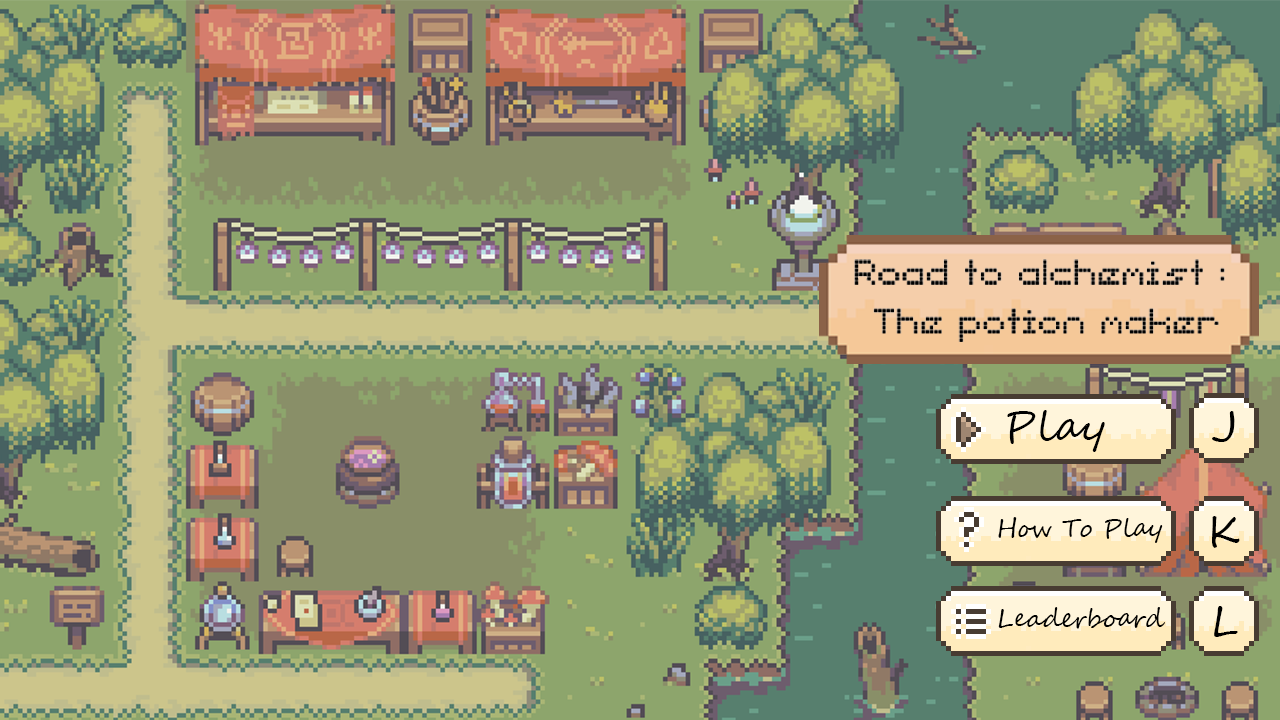 Road to alchemist :
The potion maker
Play
J
How To Play
K
Leaderboard
L